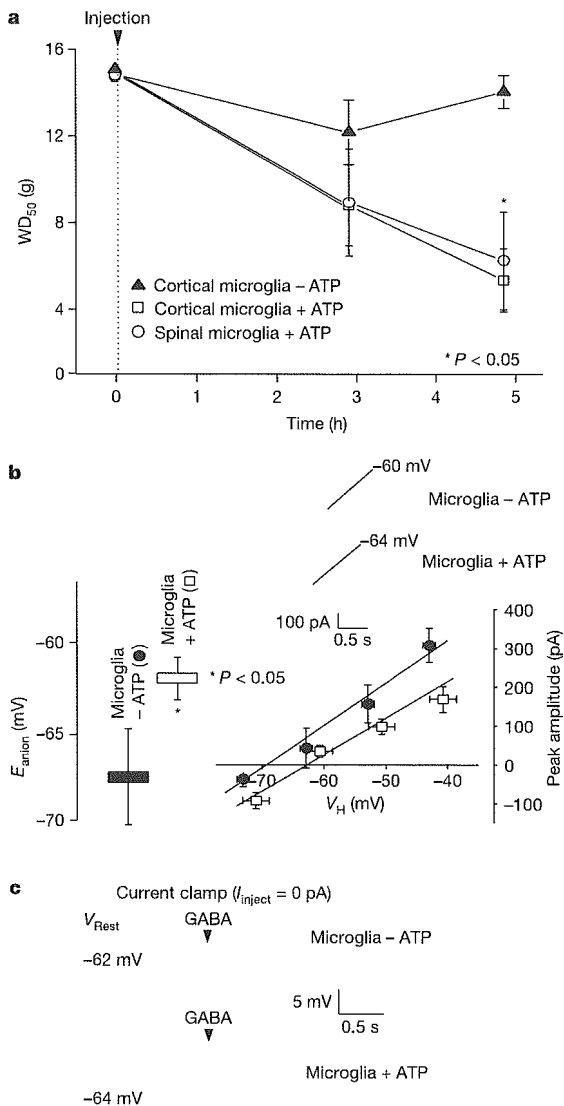 a
Injection
16
12
8
4
0
WD50 (g)
Cortical microglia – ATP
Cortical microglia + ATP
Spinal microglia + ATP
*
* P < 0.05
0 1 2 3 4 5
Time (h)
b
–60 mV
Microglia – ATP
–64 mV
Microglia + ATP
100 pA
0.5 s
–60
–65
–70
Eanion (mV)
Microglia
– ATP (●)
Microglia
+ ATP (□)
* P < 0.05
*
400
300
200
100
0
–100
Peak amplitude (pA)
–70 –60 –50 –40
VH (mV)
c
Current clamp (Iinject = 0 pA)
VRest
GABA
Microglia – ATP
–62 mV
5 mV
0.5 s
GABA
Microglia + ATP
–64 mV